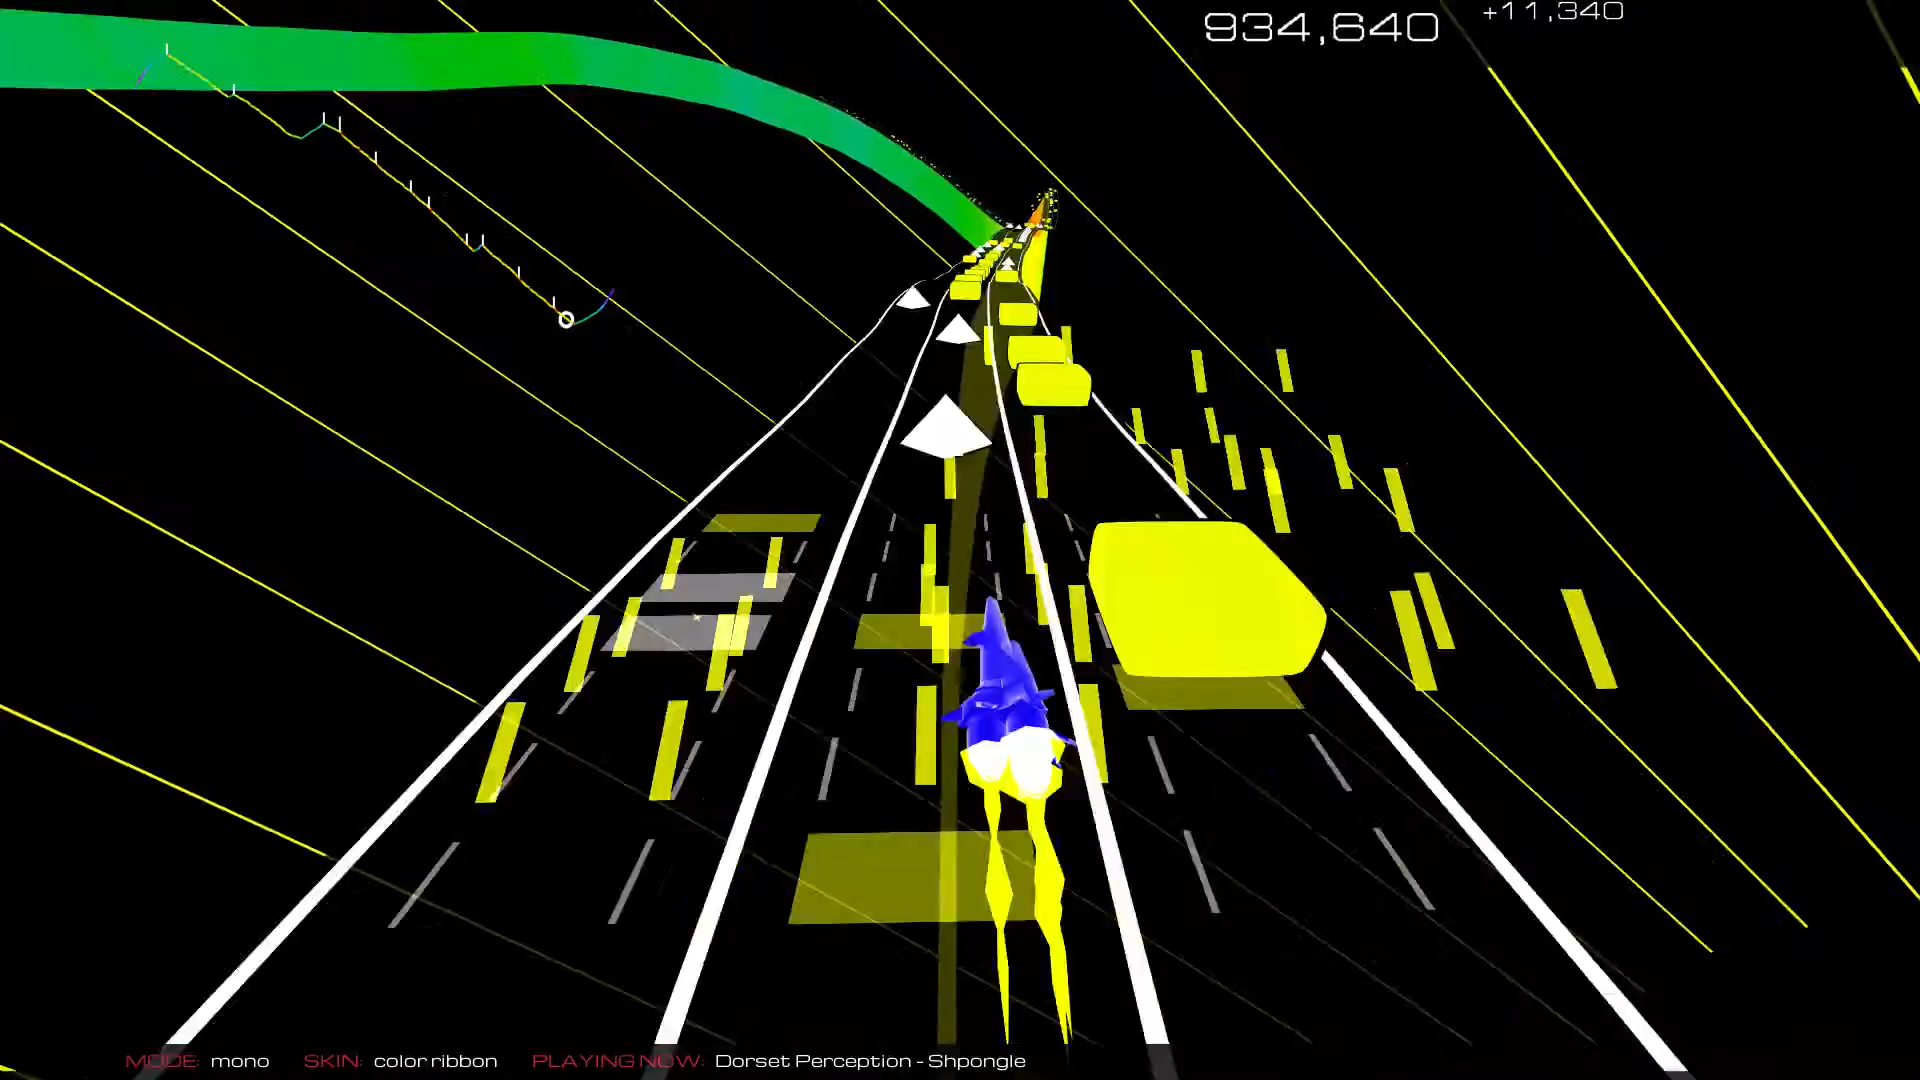 934,640 +11,340
MODE: mono SKIN: color ribbon PLAYING NOW: Dorset Perception - Shpongle